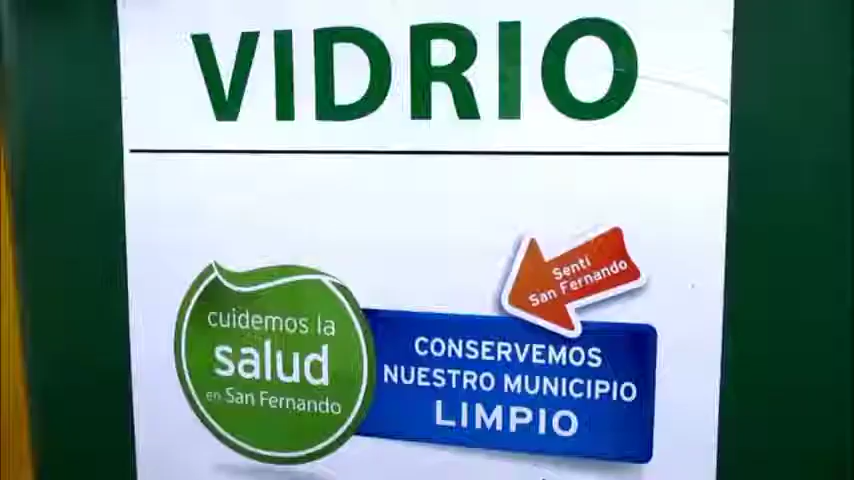 VIDRIO
Sentí
San Fernando
cuidemos la
salud
en San Fernando
CONSERVEMOS
NUESTRO MUNICIPIO
LIMPIO